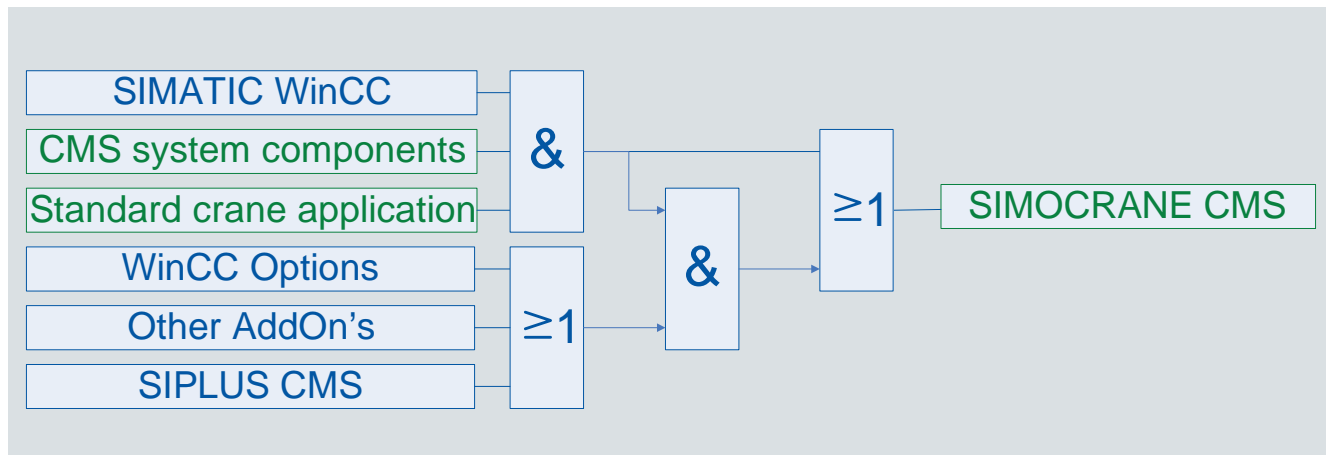 SIMATIC WinCC
CMS system components
Standard crane application
&
WinCC Options
Other AddOn’s
SIPLUS CMS
≥1
&
≥1
SIMOCRANE CMS